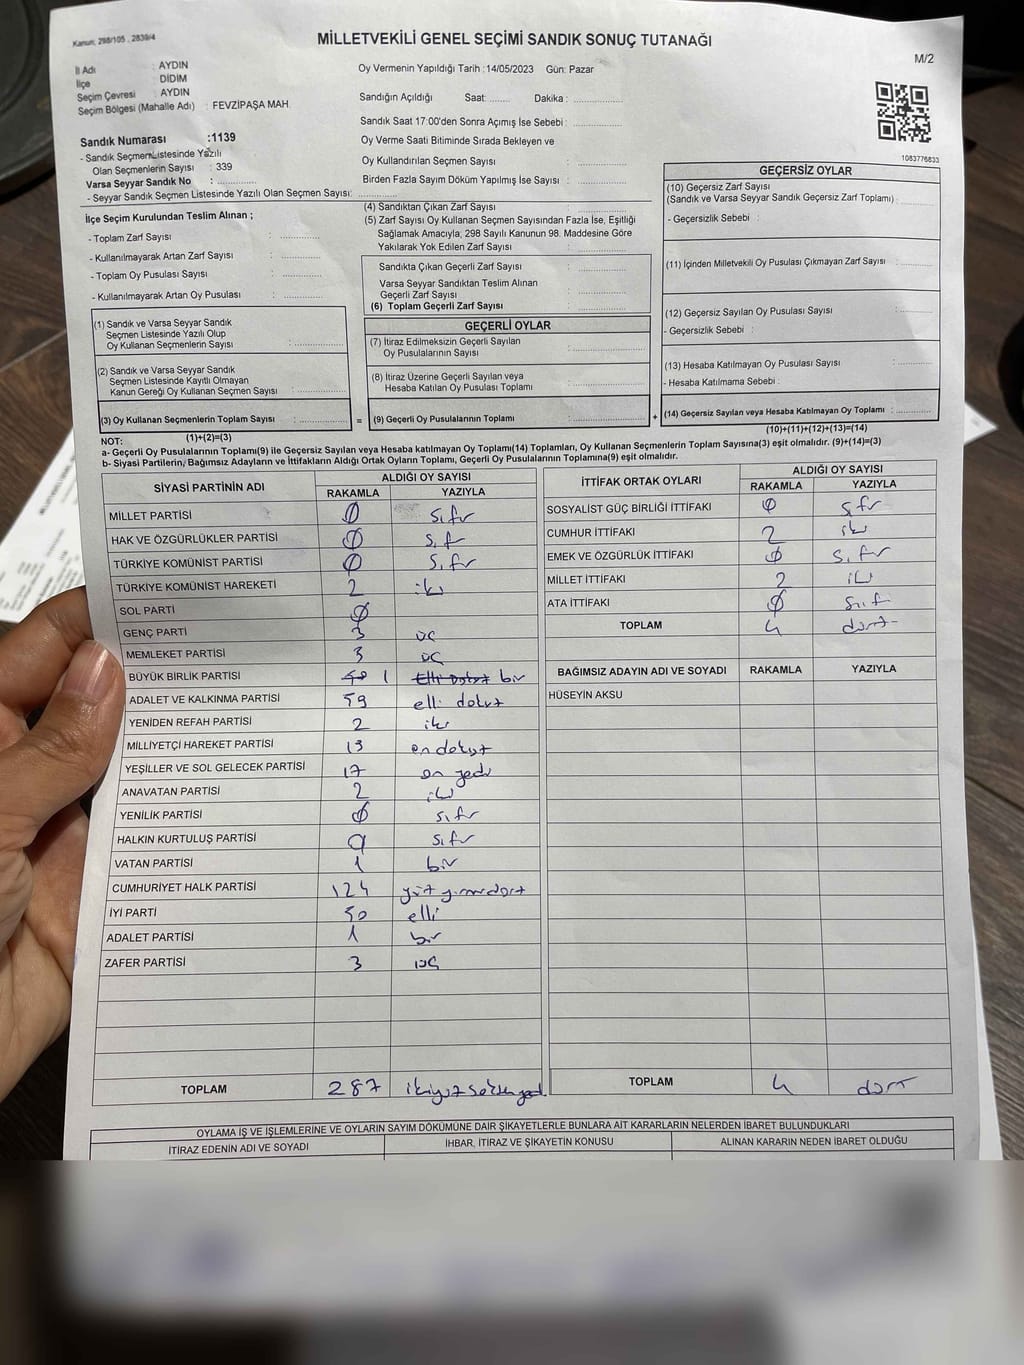 Kanun; 298/105 , 2839/4
MİLLETVEKİLİ GENEL SEÇİMİ SANDIK SONUÇ TUTANAĞI
M/2
İl Adı : AYDIN
İlçe : DİDİM
Seçim Çevresi : AYDIN
Seçim Bölgesi (Mahalle Adı) : FEVZİPAŞA MAH.
Oy Vermenin Yapıldığı Tarih :14/05/2023 Gün: Pazar
Sandığın Açıldığı Saat: ........ Dakika : ..............
Sandık Saat 17:00'den Sonra Açımış İse Sebebi : ..............
Oy Verme Saati Bitiminde Sırada Bekleyen ve
Oy Kullandırılan Seçmen Sayısı : ..............
Birden Fazla Sayım Döküm Yapılmış İse Sayısı : ..............
1083776833
Sandık Numarası :1139
- Sandık Seçmen Listesinde Yazılı
Olan Seçmenlerin Sayısı : 339
Varsa Seyyar Sandık No : ..............
- Seyyar Sandık Seçmen Listesinde Yazılı Olan Seçmen Sayısı: ..............
İlçe Seçim Kurulundan Teslim Alınan ;
- Toplam Zarf Sayısı : ..............
- Kullanılmayarak Artan Zarf Sayısı : ..............
- Toplam Oy Pusulası Sayısı : ..............
- Kullanılmayarak Artan Oy Pusulası : ..............
(1) Sandık ve Varsa Seyyar Sandık
Seçmen Listesinde Yazılı Olup
Oy Kullanan Seçmenlerin Sayısı : ..............
(2) Sandık ve Varsa Seyyar Sandık
Seçmen Listesinde Kayıtlı Olmayan
Kanun Gereği Oy Kullanan Seçmen Sayısı : ..............
(3) Oy Kullanan Seçmenlerin Toplam Sayısı : ..............
=
(4) Sandıktan Çıkan Zarf Sayısı : ..............
(5) Zarf Sayısı Oy Kullanan Seçmen Sayısından Fazla İse, Eşitliği
Sağlamak Amacıyla; 298 Sayılı Kanunun 98. Maddesine Göre
Yakılarak Yok Edilen Zarf Sayısı : ..............
Sandıkta Çıkan Geçerli Zarf Sayısı : ..............
Varsa Seyyar Sandıktan Teslim Alınan
Geçerli Zarf Sayısı : ..............
(6) Toplam Geçerli Zarf Sayısı : ..............
GEÇERLİ OYLAR
(7) İtiraz Edilmeksizin Geçerli Sayılan
Oy Pusulalarının Sayısı : ..............
(8) İtiraz Üzerine Geçerli Sayılan veya
Hesaba Katılan Oy Pusulası Toplamı : ..............
(9) Geçerli Oy Pusulalarının Toplamı : ..............
+
GEÇERSİZ OYLAR
(10) Geçersiz Zarf Sayısı
(Sandık ve Varsa Seyyar Sandık Geçersiz Zarf Toplamı) : ..............
- Geçersizlik Sebebi :
(11) İçinden Milletvekili Oy Pusulası Çıkmayan Zarf Sayısı : ..............
(12) Geçersiz Sayılan Oy Pusulası Sayısı : ..............
- Geçersizlik Sebebi :
(13) Hesaba Katılmayan Oy Pusulası Sayısı : ..............
- Hesaba Katılmama Sebebi :
(14) Geçersiz Sayılan veya Hesaba Katılmayan Oy Toplamı : ..............
(10)+(11)+(12)+(13)=(14)
NOT: (1)+(2)=(3)
a- Geçerli Oy Pusulalarının Toplamı(9) ile Geçersiz Sayılan veya Hesaba katılmayan Oy Toplamı(14) Toplamları, Oy Kullanan Seçmenlerin Toplam Sayısına(3) eşit olmalıdır. (9)+(14)=(3)
b- Siyasi Partilerin, Bağımsız Adayların ve İttifakların Aldığı Ortak Oyların Toplamı, Geçerli Oy Pusulalarının Toplamına(9) eşit olmalıdır.
SİYASİ PARTİNİN ADI ALDIĞI OY SAYISI
RAKAMLA YAZIYLA
MİLLET PARTİSİ 0 sıfır
HAK VE ÖZGÜRLÜKLER PARTİSİ 0 sıfır
TÜRKİYE KOMÜNİST PARTİSİ 0 sıfır
TÜRKİYE KOMÜNİST HAREKETİ 2 iki
SOL PARTİ 0
GENÇ PARTİ 3 üç
MEMLEKET PARTİSİ 3 üç
BÜYÜK BİRLİK PARTİSİ 1 bir
ADALET VE KALKINMA PARTİSİ 59 elli dokuz
YENİDEN REFAH PARTİSİ 2 iki
MİLLİYETÇİ HAREKET PARTİSİ 19 on dokuz
YEŞİLLER VE SOL GELECEK PARTİSİ 17 on yedi
ANAVATAN PARTİSİ 2 iki
YENİLİK PARTİSİ 0 sıfır
HALKIN KURTULUŞ PARTİSİ 0 sıfır
VATAN PARTİSİ 1 bir
CUMHURİYET HALK PARTİSİ 124 yüz yirmi dört
İYİ PARTİ 50 elli
ADALET PARTİSİ 1 bir
ZAFER PARTİSİ 3 üç
TOPLAM 287 ikiyüz seksen yedi
İTTİFAK ORTAK OYLARI ALDIĞI OY SAYISI
RAKAMLA YAZIYLA
SOSYALİST GÜÇ BİRLİĞİ İTTİFAKI 0 sıfır
CUMHUR İTTİFAKI 2 iki
EMEK VE ÖZGÜRLÜK İTTİFAKI 0 sıfır
MİLLET İTTİFAKI 2 iki
ATA İTTİFAKI 0 sıfır
TOPLAM 4 dört
BAĞIMSIZ ADAYIN ADI VE SOYADI RAKAMLA YAZIYLA
HÜSEYİN AKSU
TOPLAM 4 dört
OYLAMA İŞ VE İŞLEMLERİNE VE OYLARIN SAYIM DÖKÜMÜNE DAİR ŞİKAYETLERLE BUNLARA AİT KARARLARIN NELERDEN İBARET BULUNDUKLARI
İTİRAZ EDENİN ADI VE SOYADI İHBAR, İTİRAZ VE ŞİKAYETİN KONUSU ALINAN KARARIN NEDEN İBARET OLDUĞU